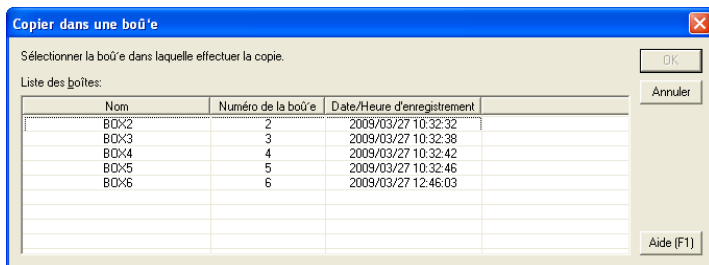 Copier dans une boû'e
Sélectionner la boû´e dans laquelle effectuer la copie.
OK
Liste des boîtes:
Annuler
Nom Numéro de la boû´e Date/Heure d'enregistrement
BOX2 2 2009/03/27 10:32:32
BOX3 3 2009/03/27 10:32:38
BOX4 4 2009/03/27 10:32:42
BOX5 5 2009/03/27 10:32:46
BOX6 6 2009/03/27 12:46:03
Aide (F1)